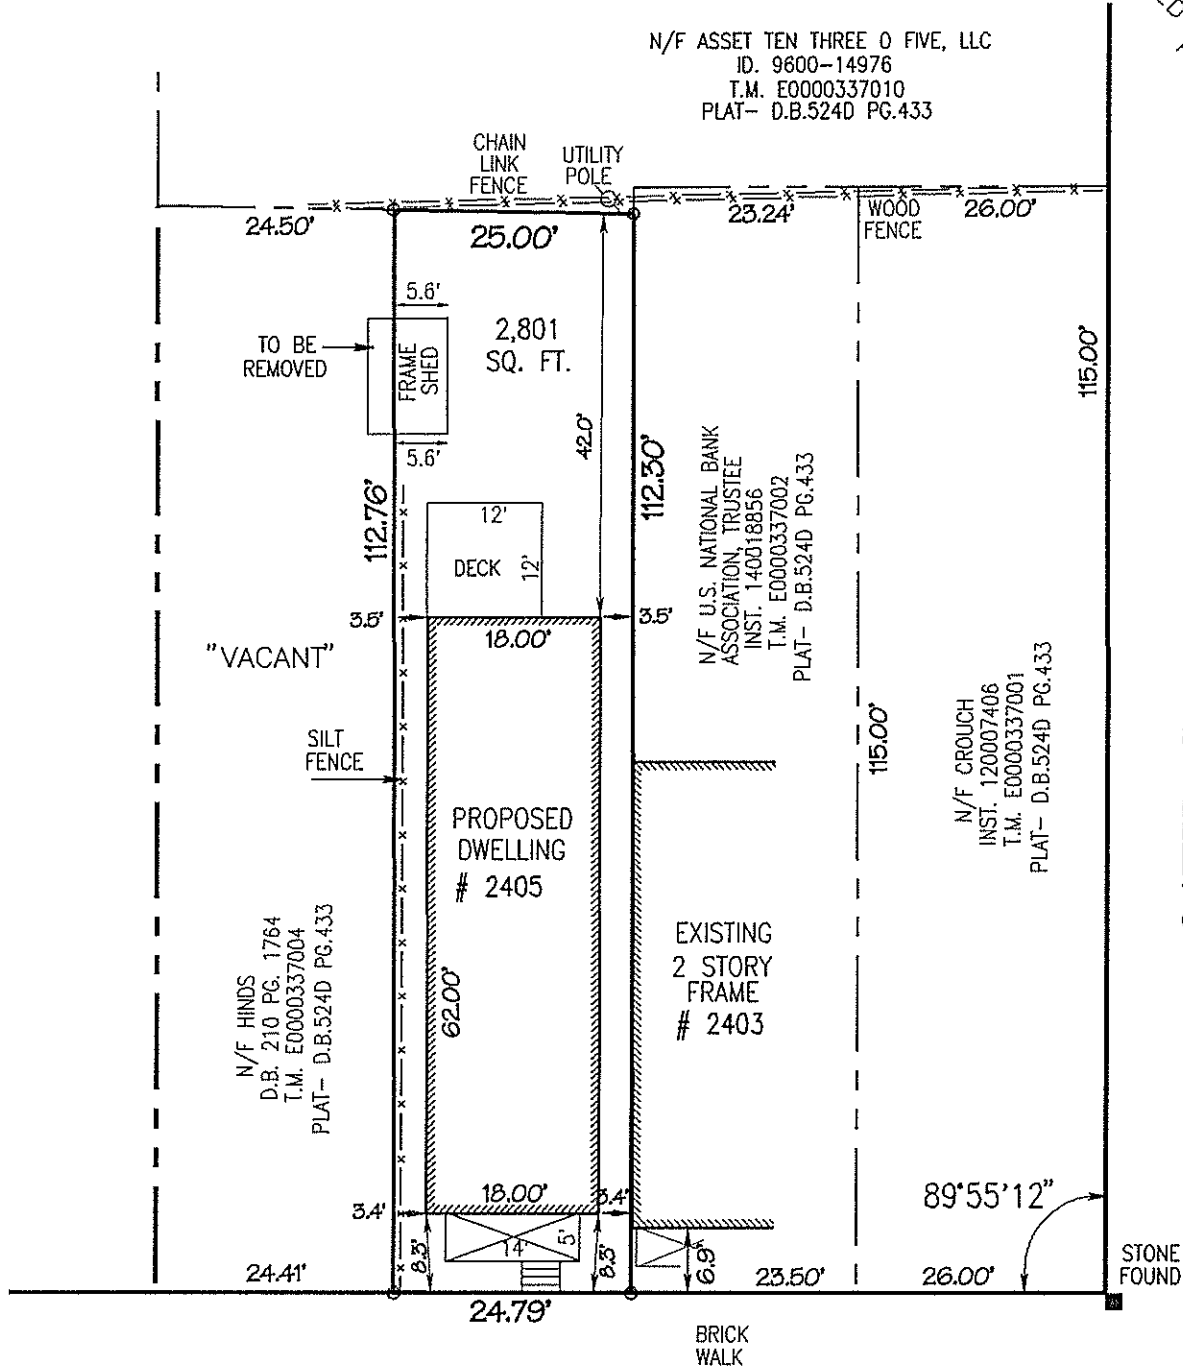 N/F ASSET TEN THREE O FIVE, LLC
ID. 9600-14976
T.M. E0000337010
PLAT- D.B.524D PG.433
CHAIN
LINK
FENCE
UTILITY
POLE
24.50'
25.00'
23.24'
WOOD
FENCE
26.00'
5.6'
TO BE
REMOVED
FRAME
SHED
5.6'
2,801
SQ. FT.
42.0'
112.76'
112.30'
115.00'
12'
DECK
12'
3.5'
18.00'
3.5'
N/F U.S. NATIONAL BANK
ASSOCIATION, TRUSTEE
INST. 140018856
T.M. E0000337002
PLAT- D.B.524D PG.433
"VACANT"
SILT
FENCE
115.00'
N/F CROUCH
INST. 120007406
T.M. E0000337001
PLAT- D.B.524D PG.433
PROPOSED
DWELLING
# 2405
62.00'
EXISTING
2 STORY
FRAME
# 2403
N/F HINDS
D.B. 210 PG. 1764
T.M. E0000337004
PLAT- D.B.524D PG.433
3.4'
18.00'
3.4'
89°55'12"
8.3'
14'
5'
8.3'
6.9'
STONE
FOUND
24.41'
24.79'
23.50'
26.00'
BRICK
WALK